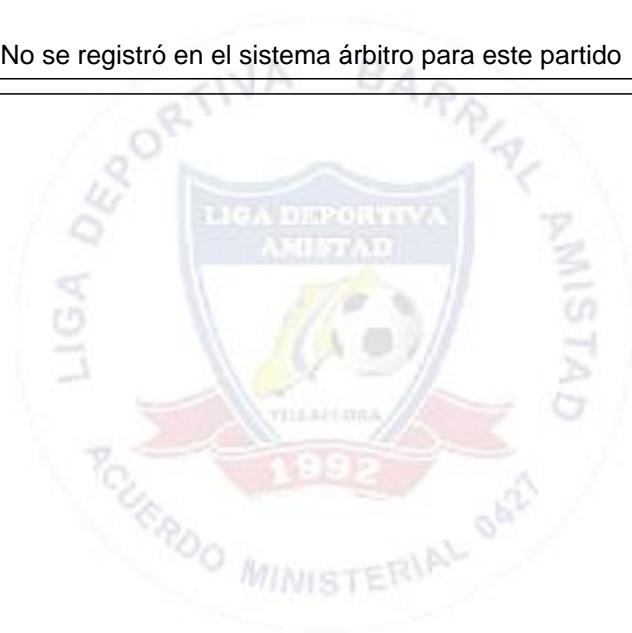 No se registró en el sistema árbitro para este partido
LIGA DEPORTIVA BARRIAL AMISTAD
LIGA DEPORTIVA
AMISTAD
VILLAFLORA
1992
ACUERDO MINISTERIAL 0427